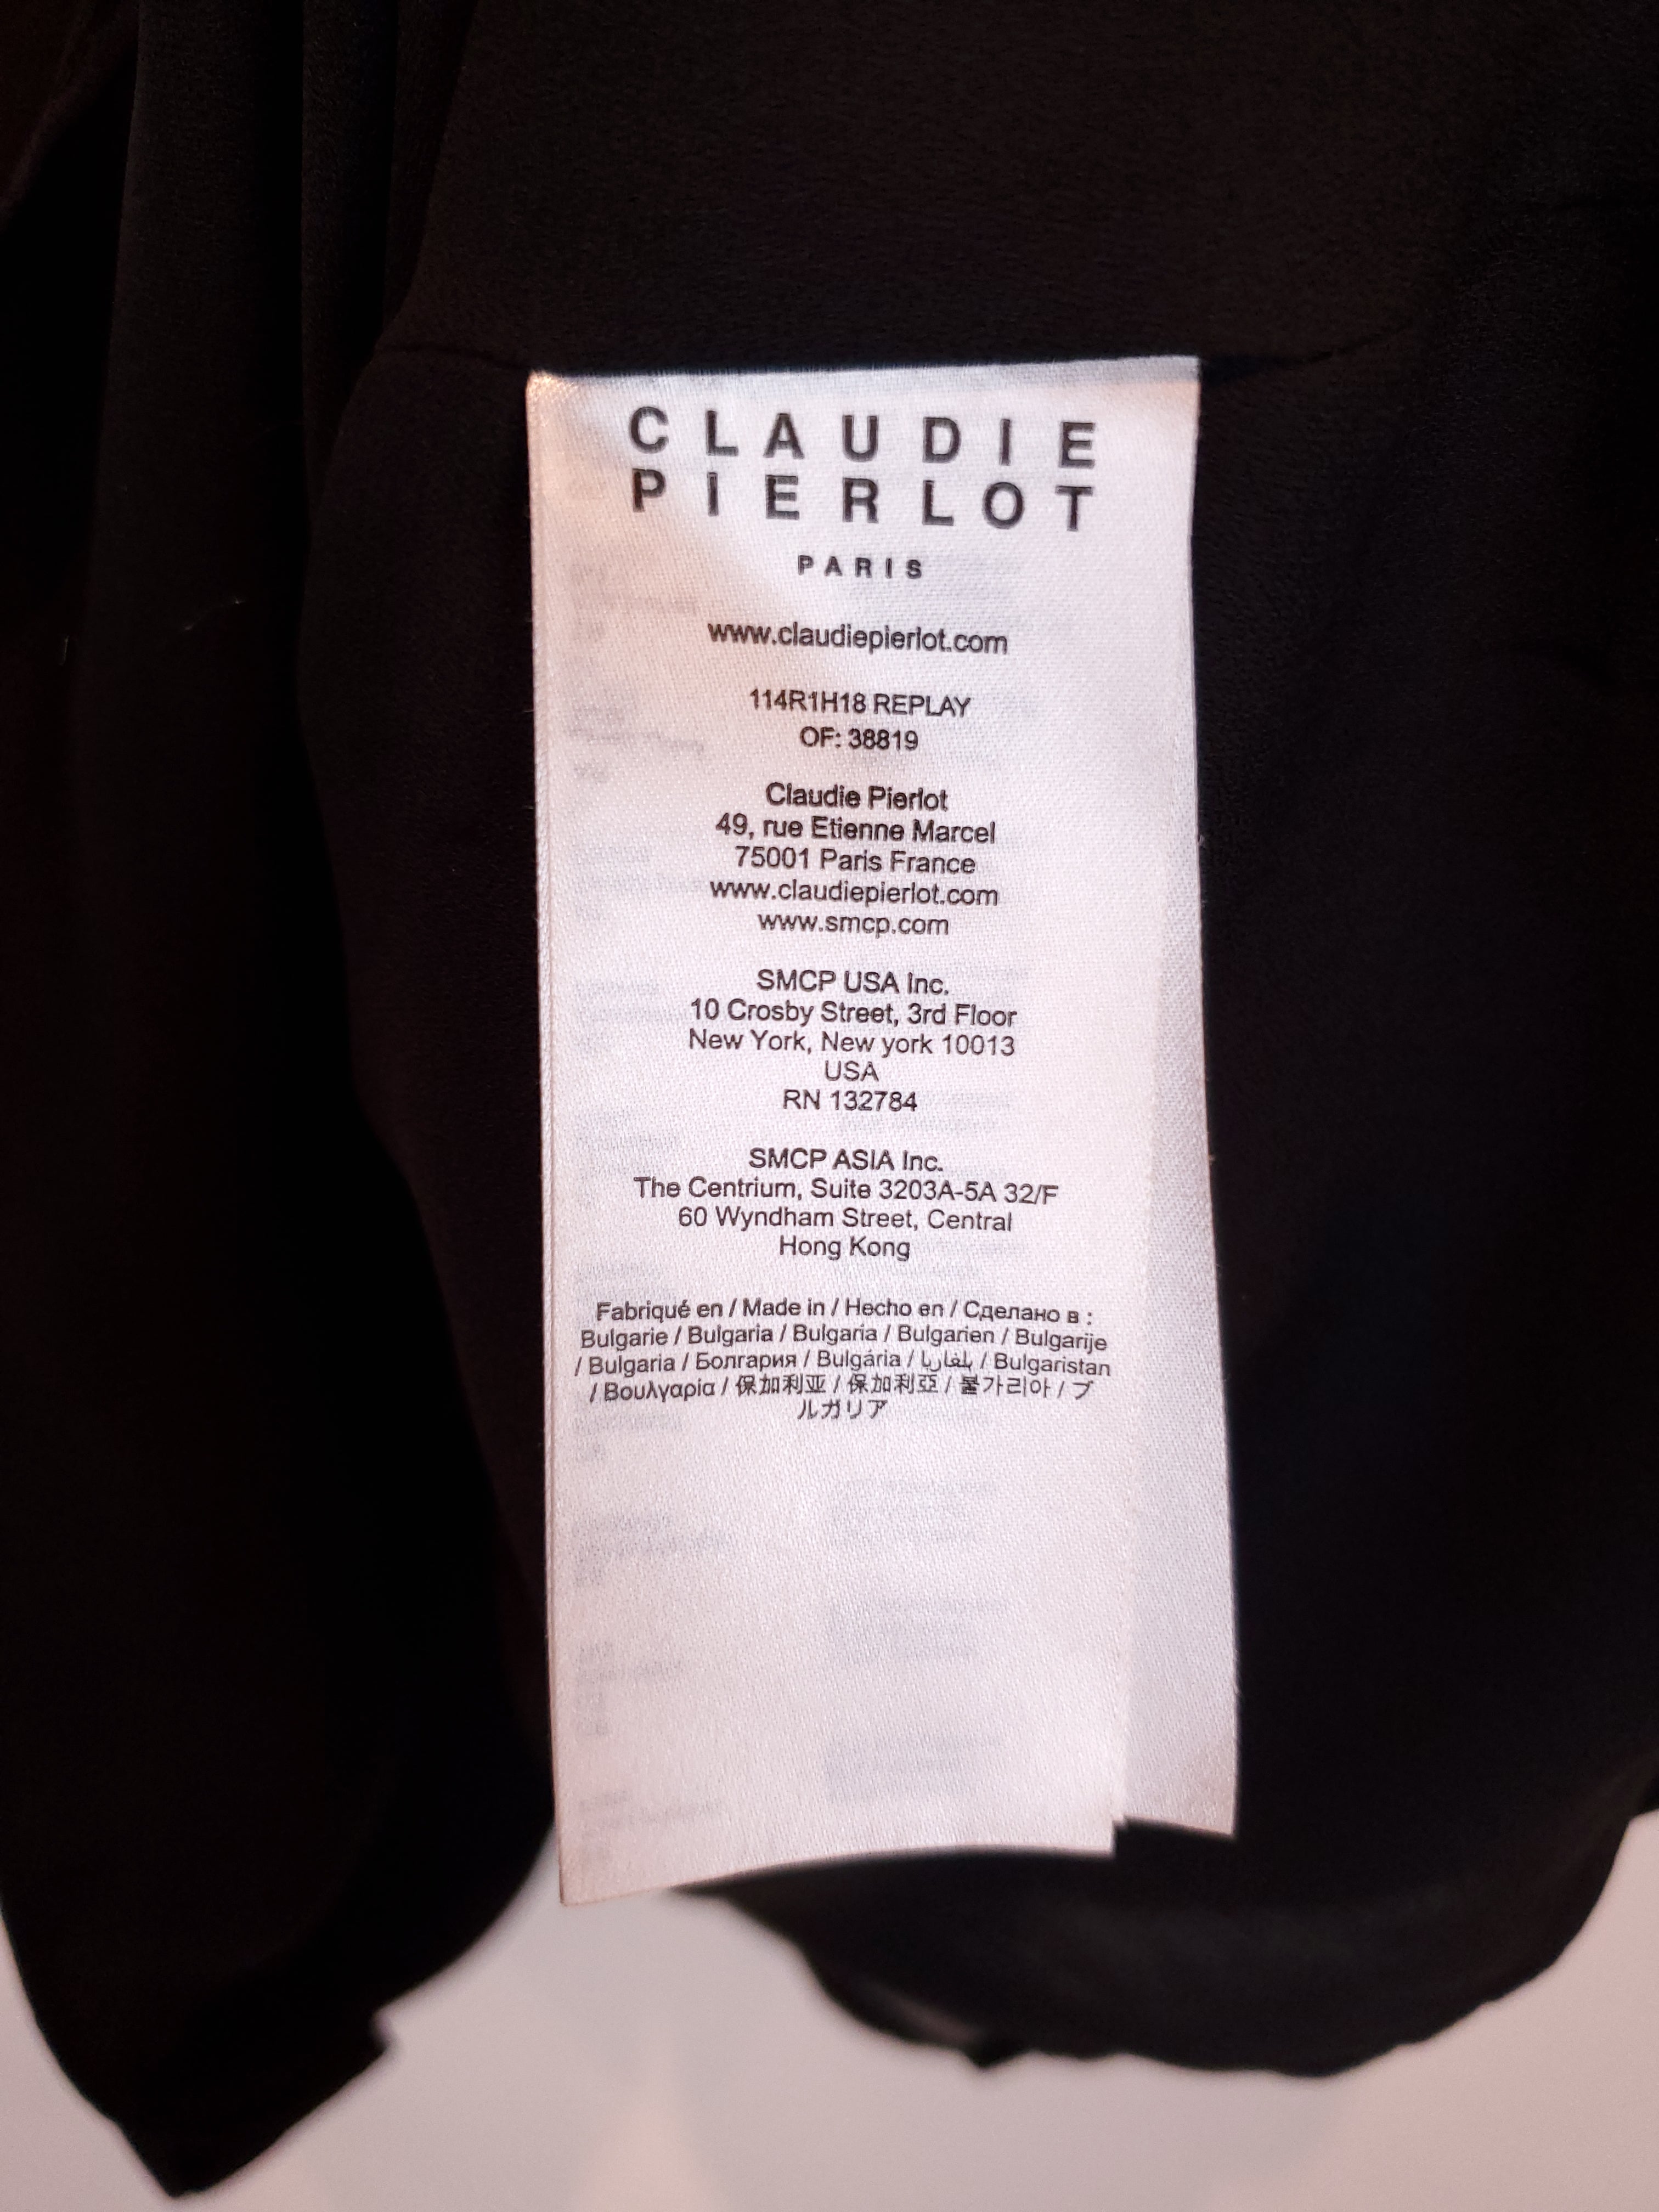 CLAUDIE
PIERLOT
PARIS
www.claudiepierlot.com
114R1H18 REPLAY
OF: 38819
Claudie Pierlot
49, rue Etienne Marcel
75001 Paris France
www.claudiepierlot.com
www.smcp.com
SMCP USA Inc.
10 Crosby Street, 3rd Floor
New York, New york 10013
USA
RN 132784
SMCP ASIA Inc.
The Centrium, Suite 3203A-5A 32/F
60 Wyndham Street, Central
Hong Kong
Fabriqué en / Made in / Hecho en / Сделано в :
Bulgarie / Bulgaria / Bulgaria / Bulgarien / Bulgarije
/ Bulgaria / Болгария / Bulgária / بلغاريا / Bulgaristan
/ Βουλγαρία / 保加利亚 / 保加利亞 / 불가리아 / ブ
ルガリア